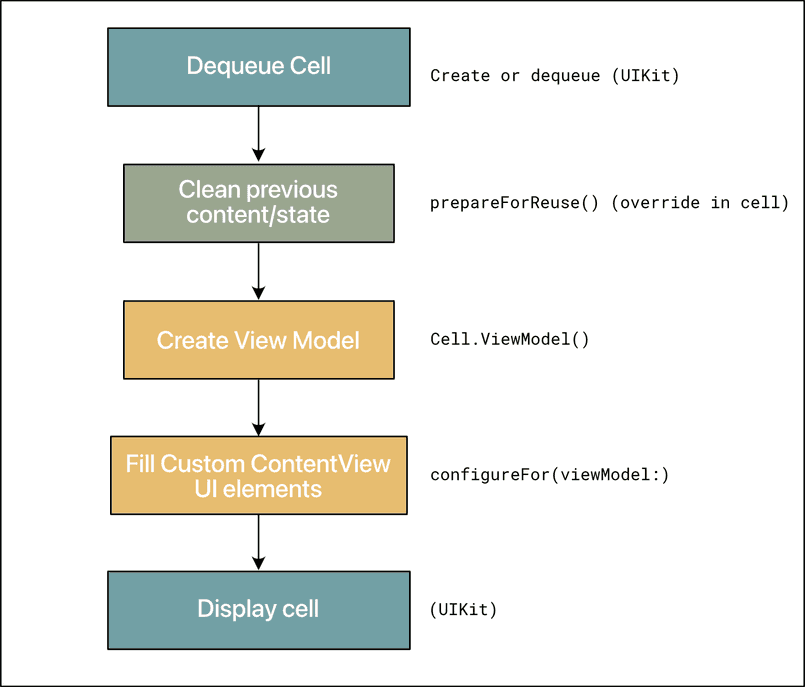 Dequeue Cell
Create or dequeue (UIKit)
Clean previous
content/state
prepareForReuse() (override in cell)
Create View Model
Cell.ViewModel()
Fill Custom ContentView
UI elements
configureFor(viewModel:)
Display cell
(UIKit)